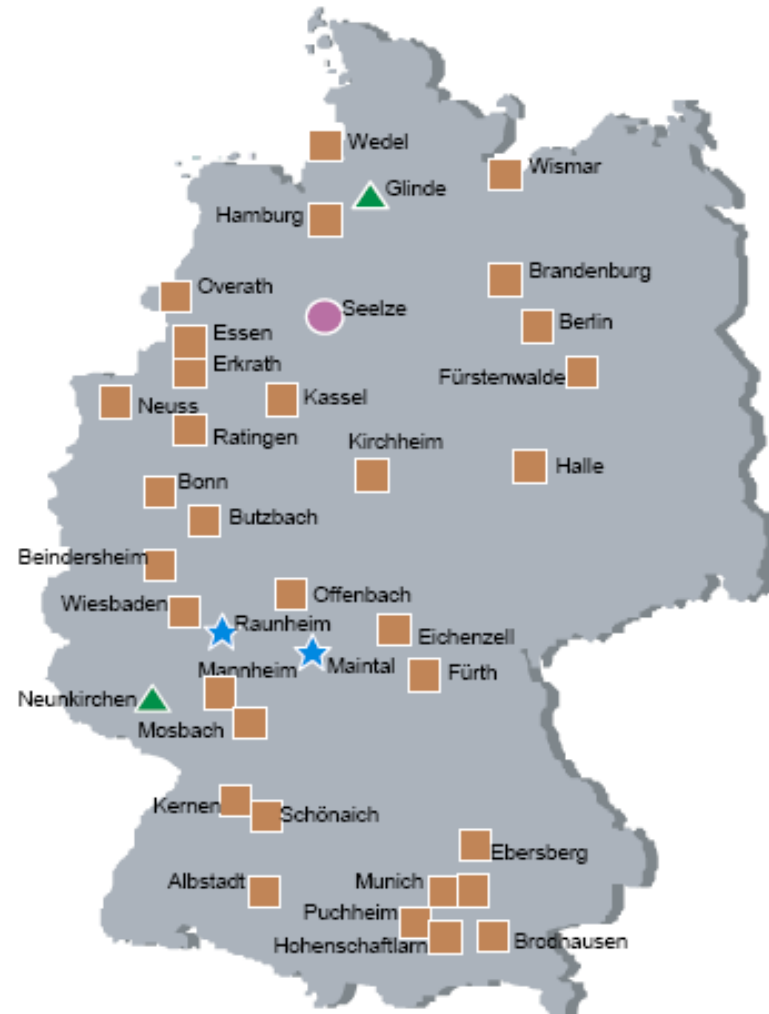 Wedel
Wismar
Glinde
Hamburg
Brandenburg
Overath
Seelze
Berlin
Essen
Erkrath
Fürstenwalde
Kassel
Neuss
Ratingen
Kirchheim
Halle
Bonn
Butzbach
Beindersheim
Offenbach
Wiesbaden
Raunheim
Eichenzell
Maintal
Mannheim
Fürth
Neunkirchen
Mosbach
Kernen
Schönaich
Ebersberg
Albstadt
Munich
Puchheim
Hohenschaftlarn
Brodhausen